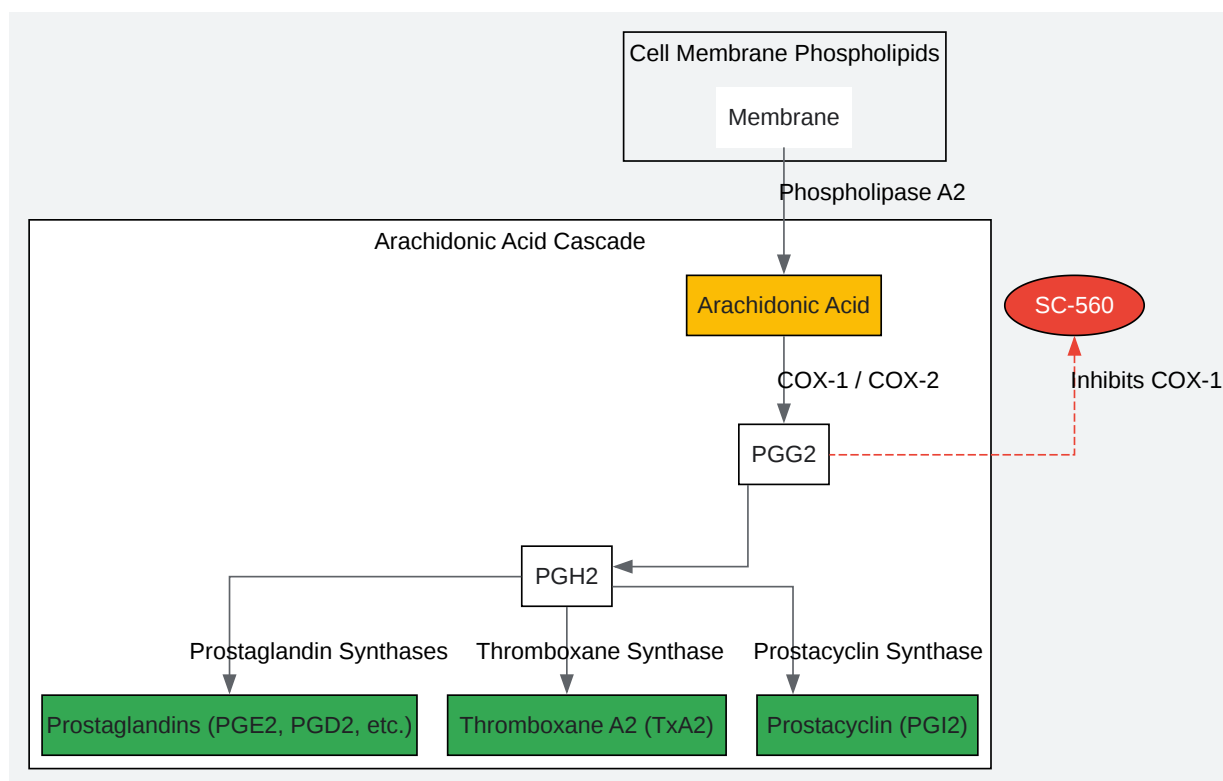 Cell Membrane Phospholipids
Membrane
Phospholipase A2
Arachidonic Acid Cascade
Arachidonic Acid
SC-560
COX-1 / COX-2
Inhibits COX-1
PGG2
PGH2
Prostaglandin Synthases
Thromboxane Synthase
Prostacyclin Synthase
Prostaglandins (PGE2, PGD2, etc.)
Thromboxane A2 (TxA2)
Prostacyclin (PGI2)